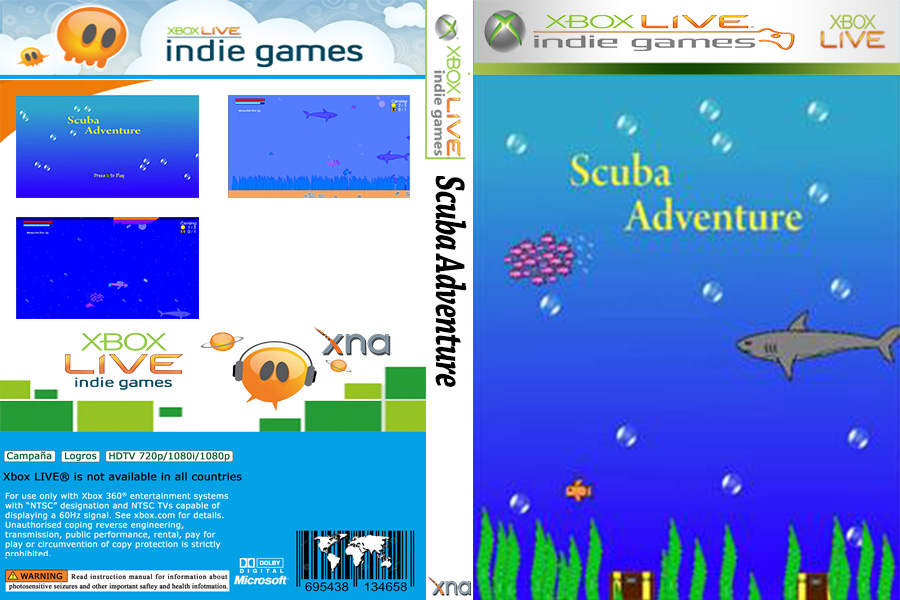 XBOX LIVE
indie games
Scuba
Adventure
XBOX LIVE
indie games
xna
Campaña
Logros
HDTV 720p/1080i/1080p
Xbox LIVE® is not available in all countries
For use only with Xbox 360® entertainment systems
with “NTSC” designation and NTSC TVs capable of
displaying a 60Hz signal. See xbox.com for details.
Unauthorised coping reverse engineering,
transmission, public performance, rental, pay for
play or circumvention of copy protection is strictly
prohibited.
WARNING Read instruction manual for information about
photosensitive seizures and other important saftey and health infotmation.
DOLBY
DIGITAL
Microsoft
695438 134658
XBOX LIVE
indie games
Scuba Adventure
xna
XBOX LIVE
indie games
XBOX
LIVE
Scuba
Adventure